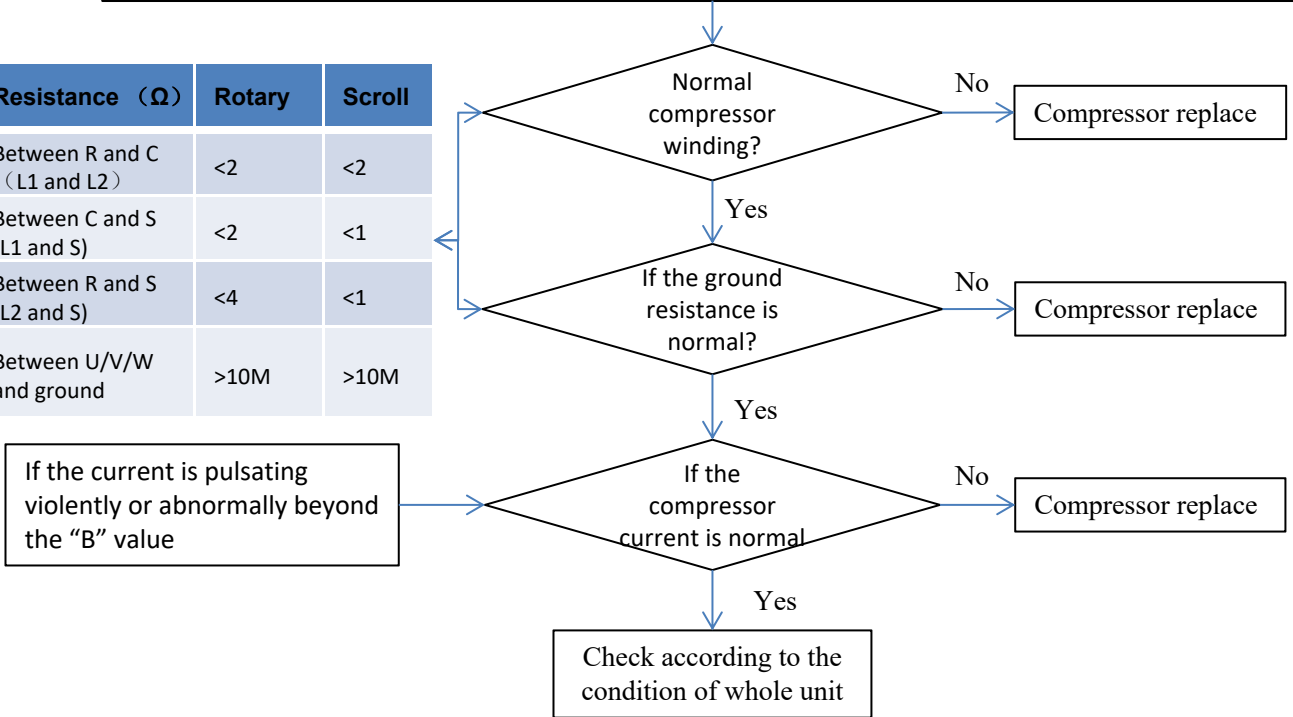 Resistance （Ω） Rotary Scroll
Between R and C
（L1 and L2） <2 <2
Between C and S
L1 and S) <2 <1
Between R and S
L2 and S) <4 <1
Between U/V/W
and ground >10M >10M
Normal
compressor
winding?
No
Compressor replace
Yes
If the ground
resistance is
normal?
No
Compressor replace
Yes
If the current is pulsating
violently or abnormally beyond
the “B” value
If the
compressor
current is normal
No
Compressor replace
Yes
Check according to the
condition of whole unit